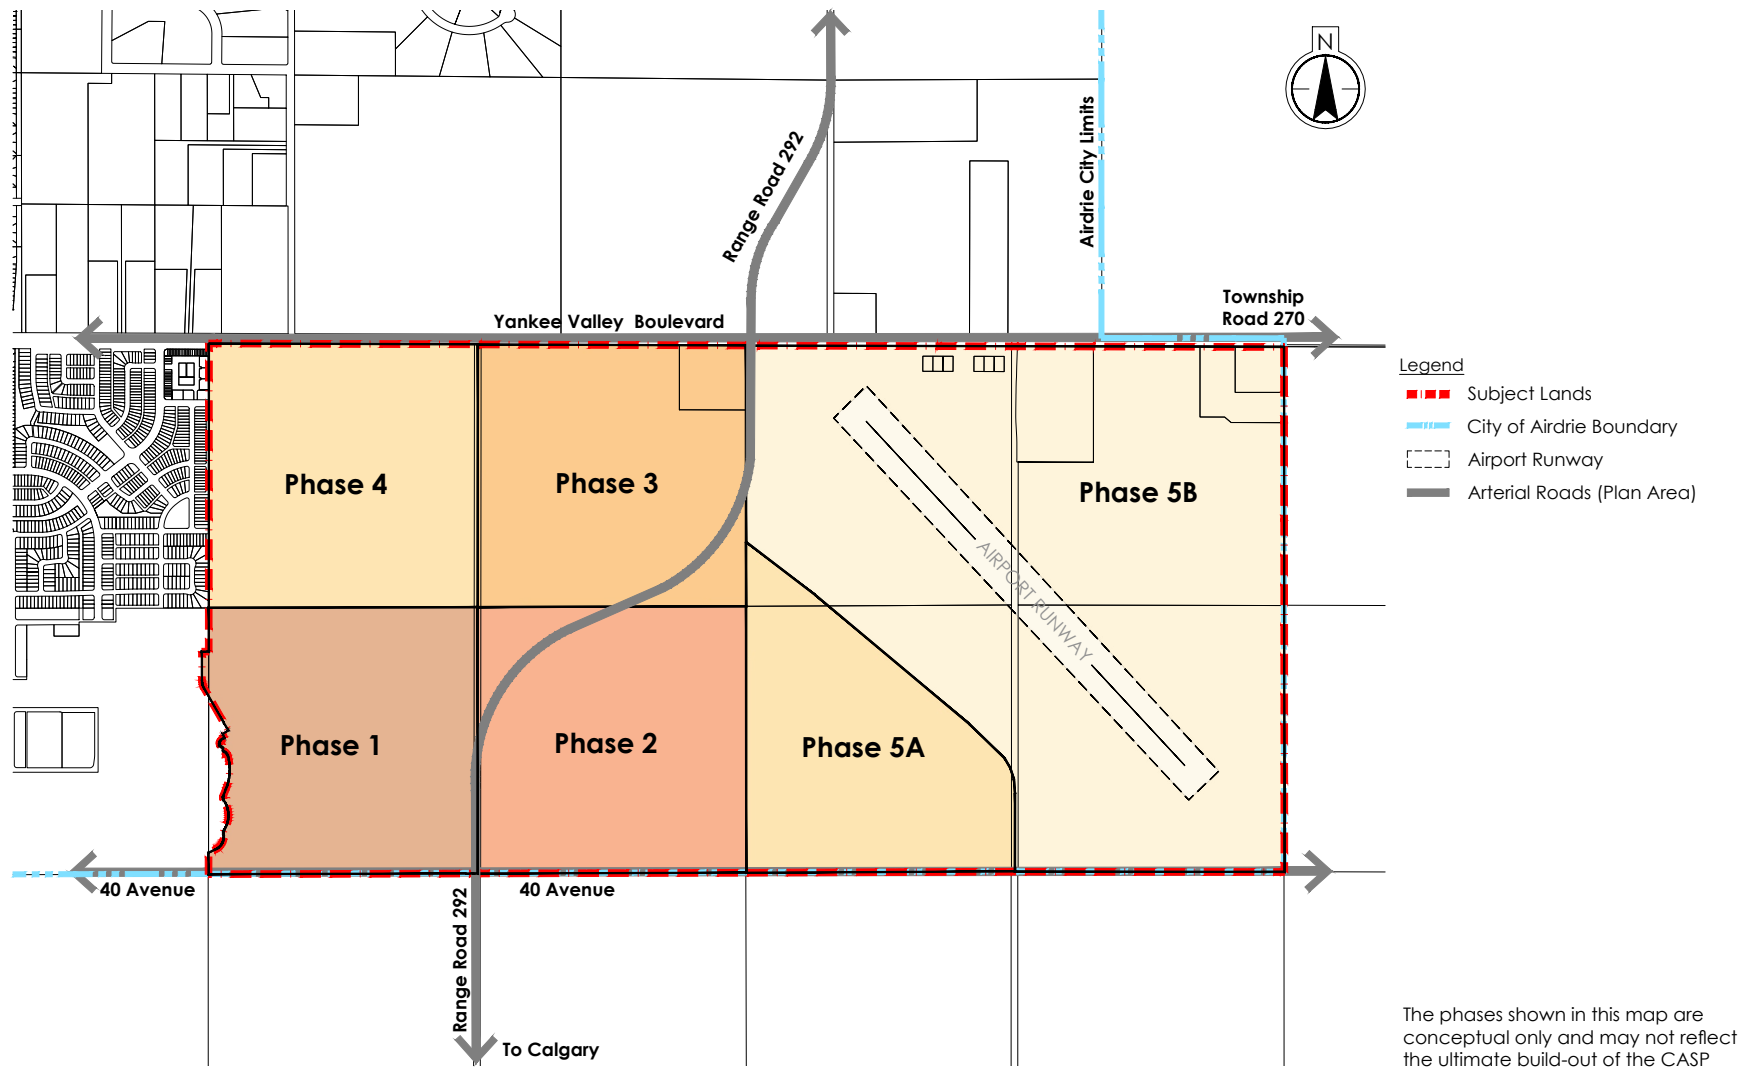 N
Airdrie City Limits
Range Road 292
Township
Road 270
Yankee Valley Boulevard
Legend
Subject Lands
City of Airdrie Boundary
Airport Runway
Arterial Roads (Plan Area)
Phase 4
Phase 3
Phase 5B
AIRPORT RUNWAY
Phase 1
Phase 2
Phase 5A
40 Avenue
40 Avenue
Range Road 292
To Calgary
The phases shown in this map are
conceptual only and may not reflect
the ultimate build-out of the CASP